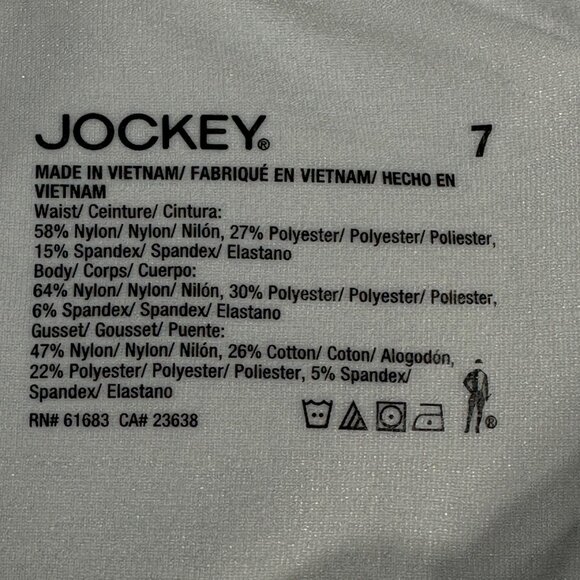 JOCKEY® 7
MADE IN VIETNAM/ FABRIQUÉ EN VIETNAM/ HECHO EN
VIETNAM
Waist/ Ceinture/ Cintura:
58% Nylon/ Nylon/ Nilón, 27% Polyester/ Polyester/ Poliester,
15% Spandex/ Spandex/ Elastano
Body/ Corps/ Cuerpo:
64% Nylon/ Nylon/ Nilón, 30% Polyester/ Polyester/ Poliester,
6% Spandex/ Spandex/ Elastano
Gusset/ Gousset/ Puente:
47% Nylon/ Nylon/ Nilón, 26% Cotton/ Coton/ Alogodón,
22% Polyester/ Polyester/ Poliester, 5% Spandex/
Spandex/ Elastano
RN# 61683 CA# 23638 ®